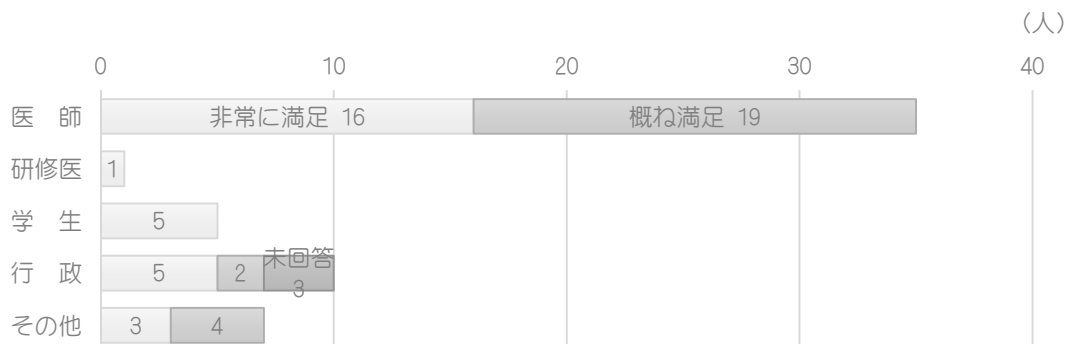 （人）
0 10 20 30 40
医　師 非常に満足 16 概ね満足 19
研修医 1
学　生 5
行　政 5 2 未回答 3
その他 3 4